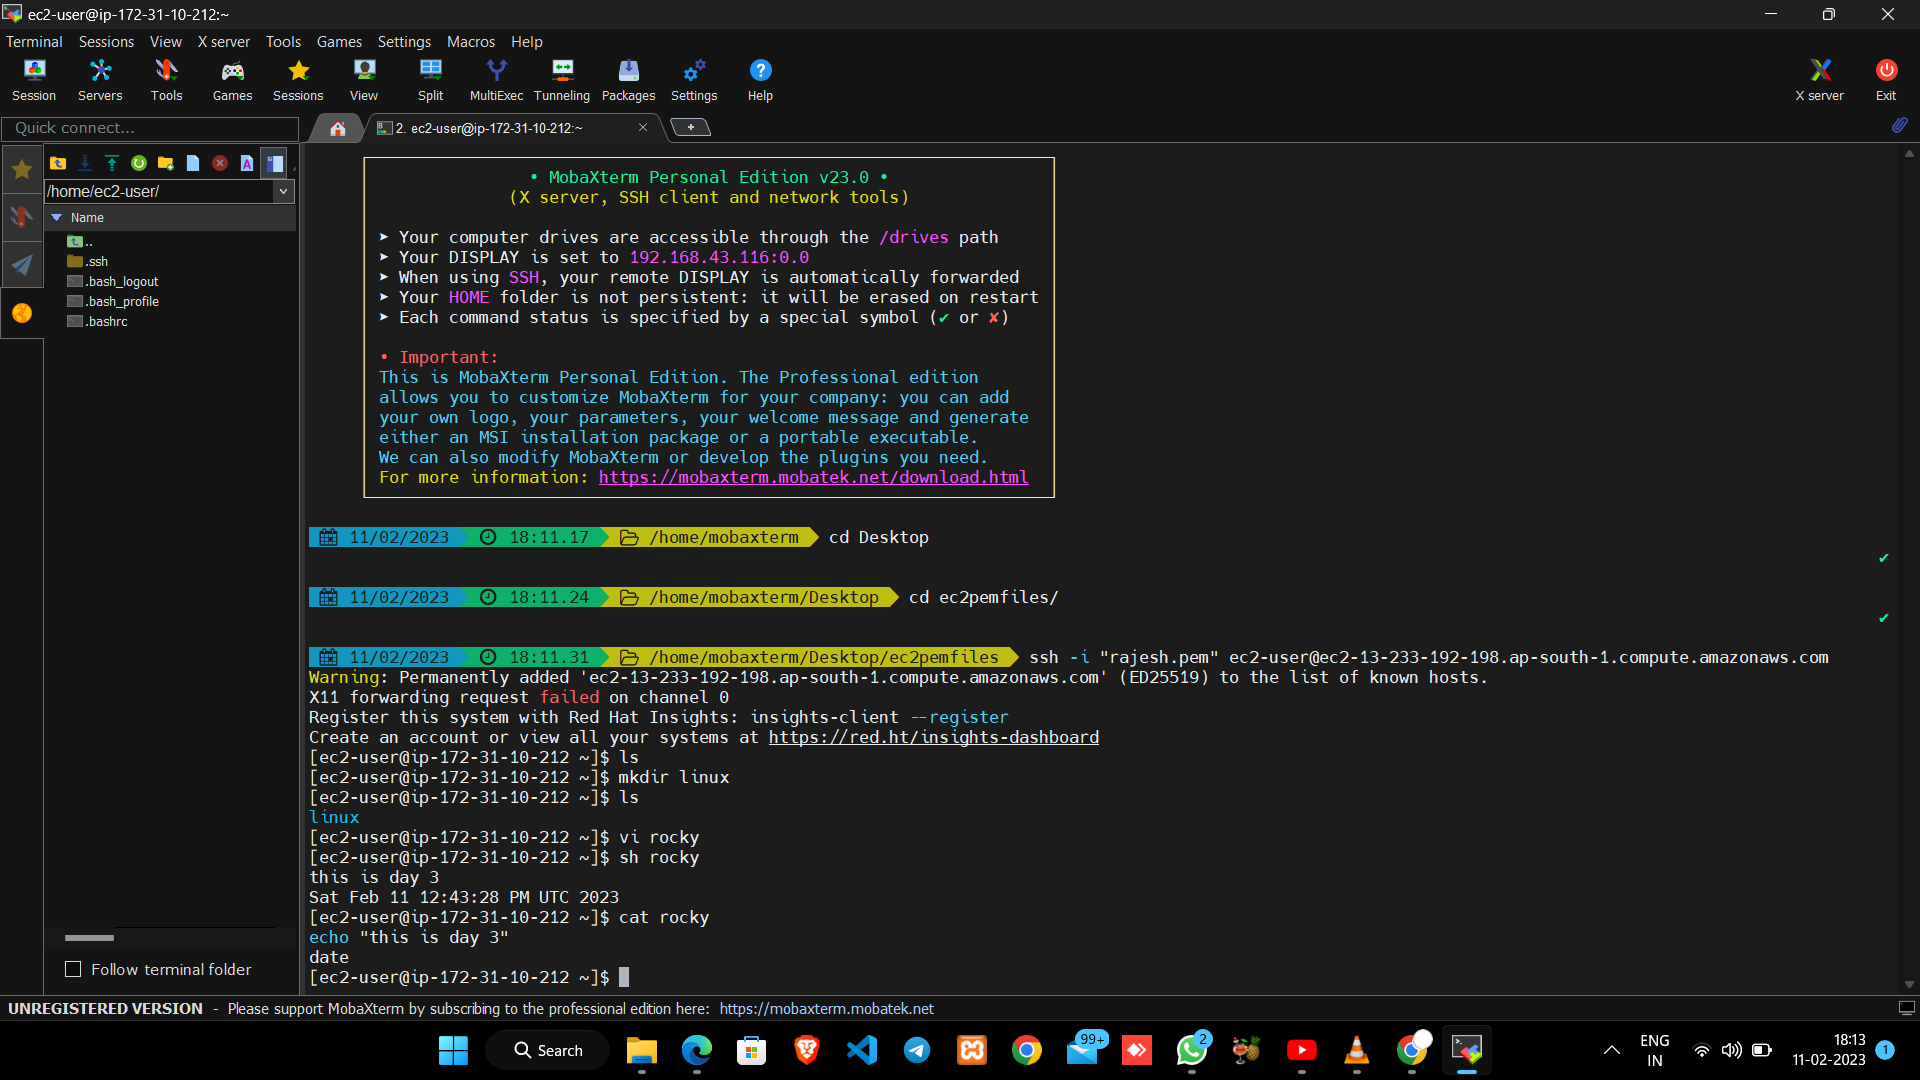 ec2-user@ip-172-31-10-212:~
Terminal Sessions View X server Tools Games Settings Macros Help
Session Servers Tools Games Sessions View Split MultiExec Tunneling Packages Settings Help X server Exit
Quick connect...
2. ec2-user@ip-172-31-10-212:~
/home/ec2-user/
Name
..
.ssh
.bash_logout
.bash_profile
.bashrc
Follow terminal folder
• MobaXterm Personal Edition v23.0 •
(X server, SSH client and network tools)
➤ Your computer drives are accessible through the /drives path
➤ Your DISPLAY is set to 192.168.43.116:0.0
➤ When using SSH, your remote DISPLAY is automatically forwarded
➤ Your HOME folder is not persistent: it will be erased on restart
➤ Each command status is specified by a special symbol (✔ or ✘)
• Important:
This is MobaXterm Personal Edition. The Professional edition
allows you to customize MobaXterm for your company: you can add
your own logo, your parameters, your welcome message and generate
either an MSI installation package or a portable executable.
We can also modify MobaXterm or develop the plugins you need.
For more information: https://mobaxterm.mobatek.net/download.html
11/02/2023 18:11.17 /home/mobaxterm cd Desktop
✔
11/02/2023 18:11.24 /home/mobaxterm/Desktop cd ec2pemfiles/
✔
11/02/2023 18:11.31 /home/mobaxterm/Desktop/ec2pemfiles ssh -i "rajesh.pem" ec2-user@ec2-13-233-192-198.ap-south-1.compute.amazonaws.com
Warning: Permanently added 'ec2-13-233-192-198.ap-south-1.compute.amazonaws.com' (ED25519) to the list of known hosts.
X11 forwarding request failed on channel 0
Register this system with Red Hat Insights: insights-client --register
Create an account or view all your systems at https://red.ht/insights-dashboard
[ec2-user@ip-172-31-10-212 ~]$ ls
[ec2-user@ip-172-31-10-212 ~]$ mkdir linux
[ec2-user@ip-172-31-10-212 ~]$ ls
linux
[ec2-user@ip-172-31-10-212 ~]$ vi rocky
[ec2-user@ip-172-31-10-212 ~]$ sh rocky
this is day 3
Sat Feb 11 12:43:28 PM UTC 2023
[ec2-user@ip-172-31-10-212 ~]$ cat rocky
echo "this is day 3"
date
[ec2-user@ip-172-31-10-212 ~]$
UNREGISTERED VERSION - Please support MobaXterm by subscribing to the professional edition here: https://mobaxterm.mobatek.net
Search
99+
2
ENG
IN
18:13
11-02-2023
1